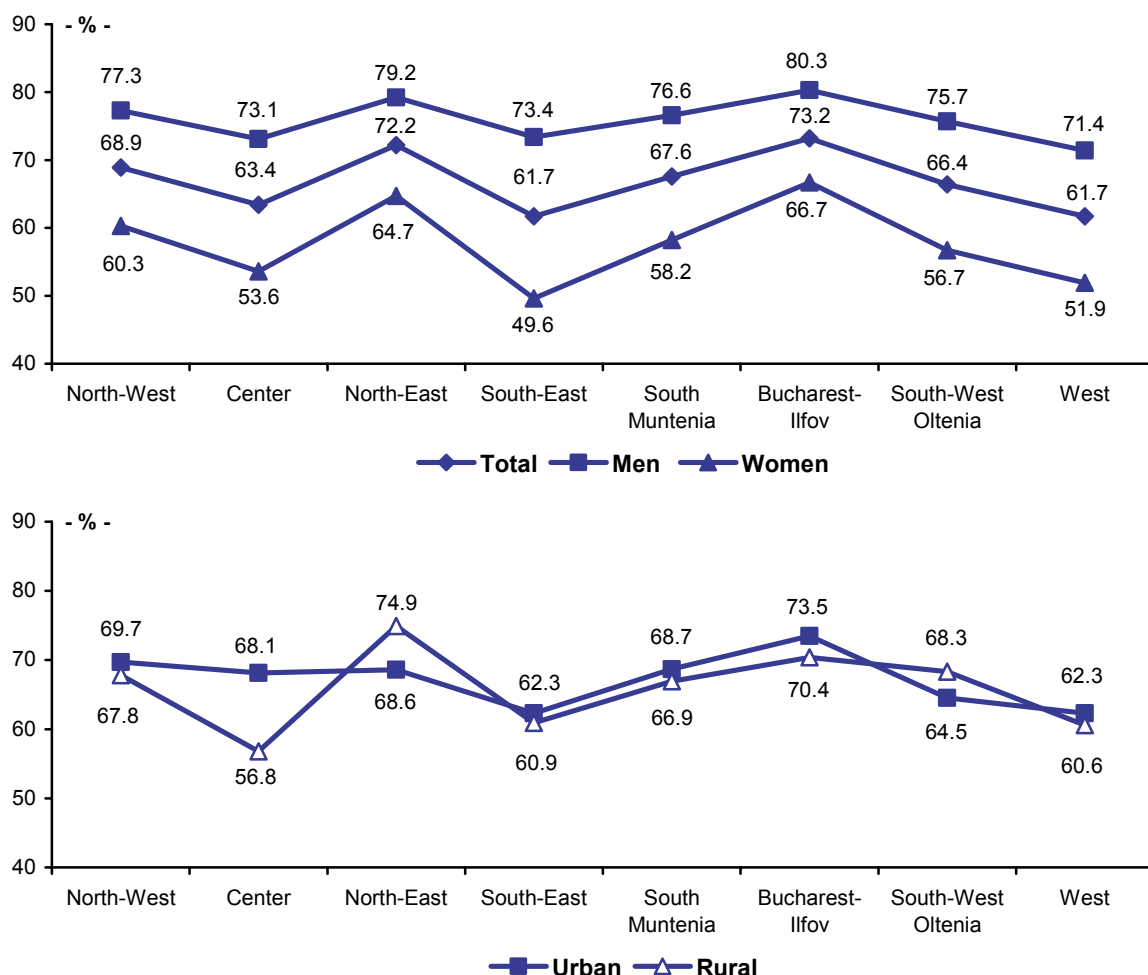 90
- % -
80
70
60
50
40
77.3
73.1
79.2
73.4
76.6
80.3
75.7
71.4
68.9
63.4
72.2
61.7
67.6
73.2
66.4
61.7
60.3
53.6
64.7
49.6
58.2
66.7
56.7
51.9
North-West
Center
North-East
South-East
South
Muntenia
Bucharest-
Ilfov
South-West
Oltenia
West
Total Men Women
90
- % -
80
70
60
50
40
69.7
68.1
74.9
62.3
68.7
73.5
68.3
62.3
67.8
56.8
68.6
60.9
66.9
70.4
64.5
60.6
North-West
Center
North-East
South-East
South
Muntenia
Bucharest-
Ilfov
South-West
Oltenia
West
Urban Rural